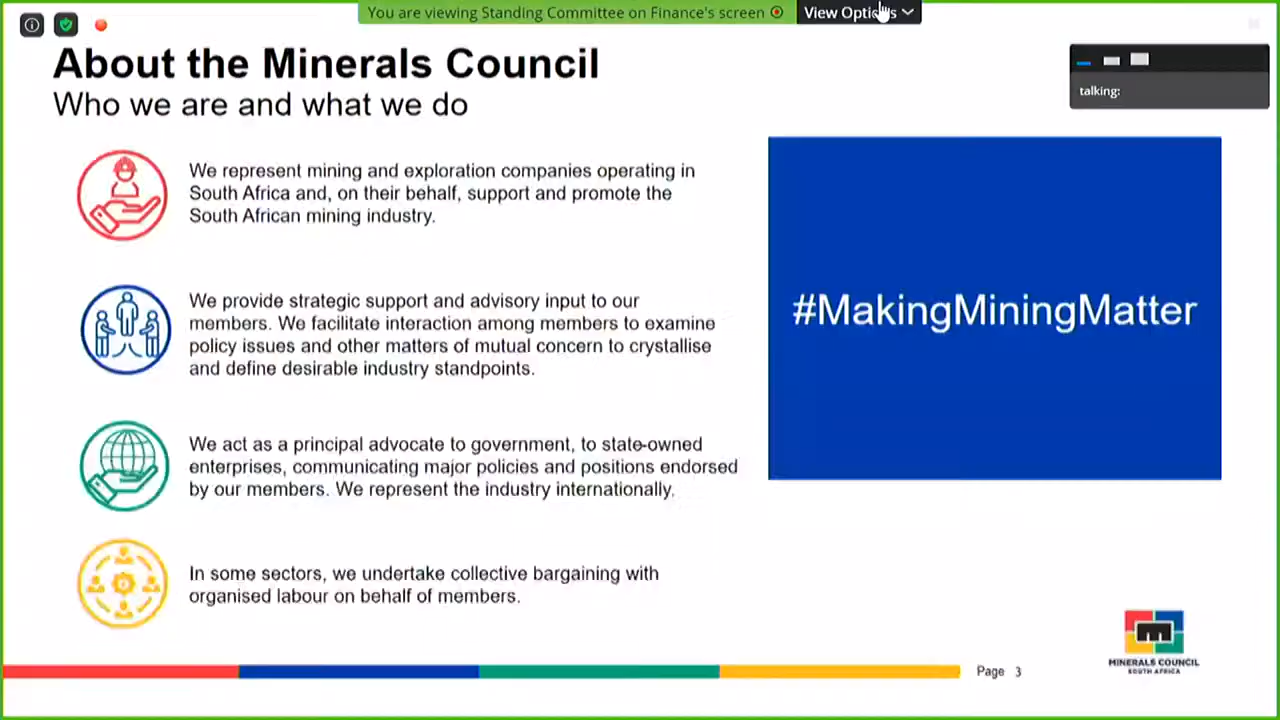 You are viewing Standing Committee on Finance's screen
View Options
About the Minerals Council
Who we are and what we do
talking:
We represent mining and exploration companies operating in
South Africa and, on their behalf, support and promote the
South African mining industry.
#MakingMiningMatter
We provide strategic support and advisory input to our
members. We facilitate interaction among members to examine
policy issues and other matters of mutual concern to crystallise
and define desirable industry standpoints.
We act as a principal advocate to government, to state-owned
enterprises, communicating major policies and positions endorsed
by our members. We represent the industry internationally.
In some sectors, we undertake collective bargaining with
organised labour on behalf of members.
MINERALS COUNCIL
SOUTH AFRICA
Page 3